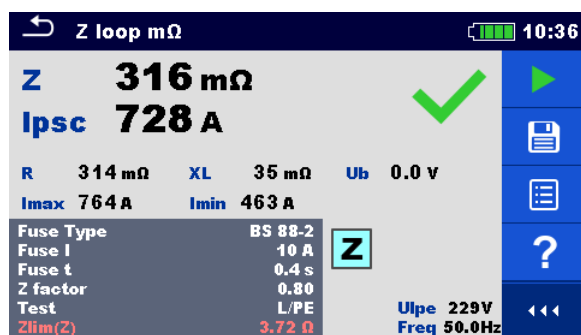 Z loop mΩ 10:36
Z 316 mΩ
Ipsc 728 A
R 314 mΩ XL 35 mΩ Ub 0.0 V
Imax 764 A Imin 463 A
Fuse Type BS 88-2
Fuse I 10 A
Z
Fuse t 0.4 s
?
Z factor 0.80
Test L/PE Ulpe 229V
Zlim(Z) 3.72 Ω Freq 50.0Hz